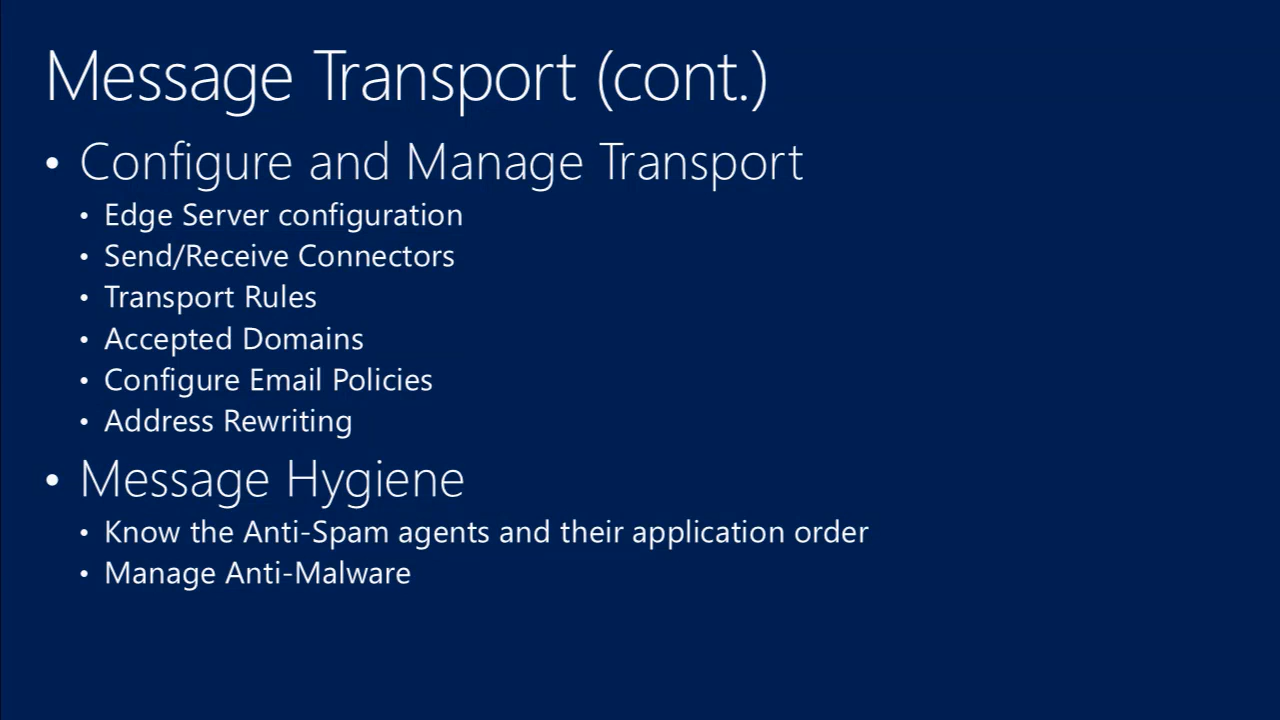 Message Transport (cont.)
• Configure and Manage Transport
• Edge Server configuration
• Send/Receive Connectors
• Transport Rules
• Accepted Domains
• Configure Email Policies
• Address Rewriting
• Message Hygiene
• Know the Anti-Spam agents and their application order
• Manage Anti-Malware